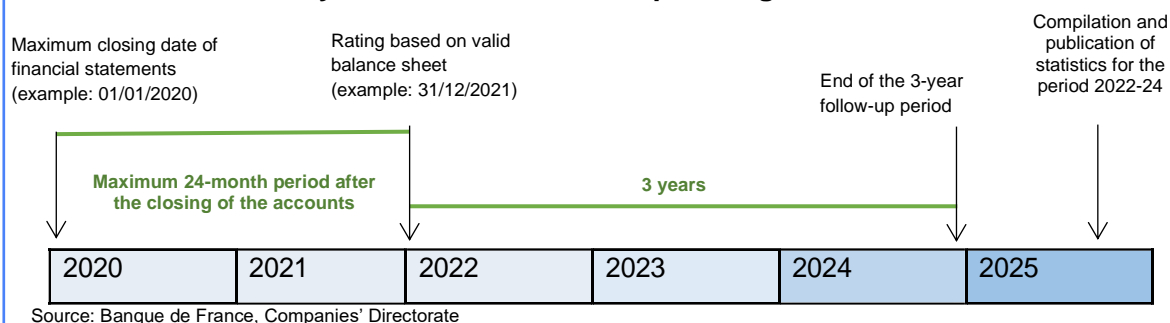 Compilation and
publication of
statistics for the
period 2022-24
Maximum closing date of
financial statements
(example: 01/01/2020)
Rating based on valid
balance sheet
(example: 31/12/2021)
End of the 3-year
follow-up period
Maximum 24-month period after
the closing of the accounts
3 years
2020 2021 2022 2023 2024 2025
Source: Banque de France, Companies’ Directorate